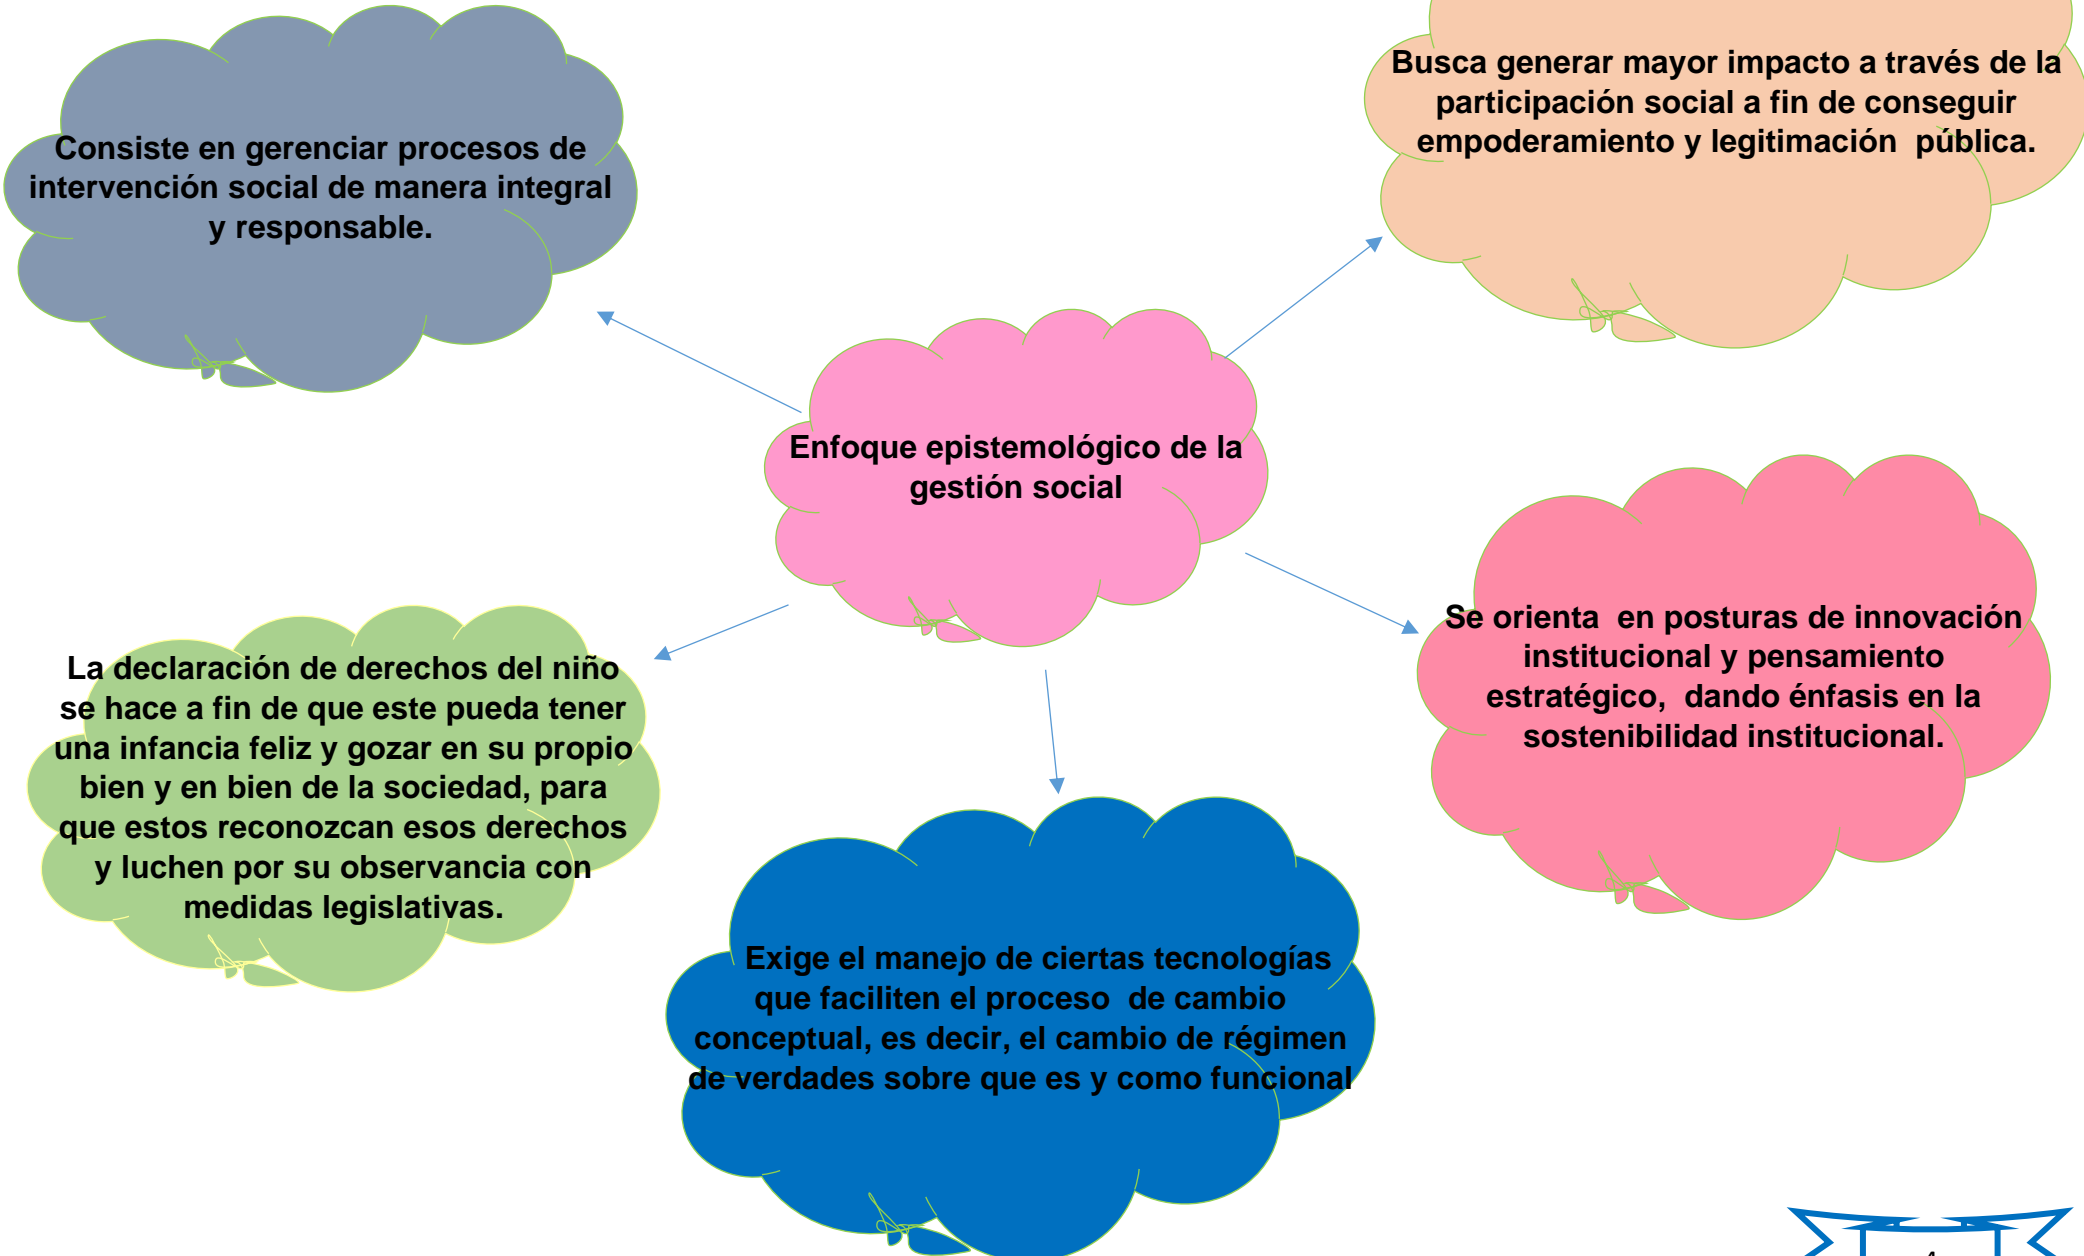 Consiste en gerenciar procesos de
intervención social de manera integral
y responsable.
Busca generar mayor impacto a través de la
participación social a fin de conseguir
empoderamiento y legitimación  pública.
Enfoque epistemológico de la
gestión social
Se orienta  en posturas de innovación
institucional y pensamiento
estratégico,  dando énfasis en la
sostenibilidad institucional.
La declaración de derechos del niño
se hace a fin de que este pueda tener
una infancia feliz y gozar en su propio
bien y en bien de la sociedad, para
que estos reconozcan esos derechos
y luchen por su observancia con
medidas legislativas.
Exige el manejo de ciertas tecnologías
que faciliten el proceso  de cambio
conceptual, es decir, el cambio de régimen
de verdades sobre que es y como funcional